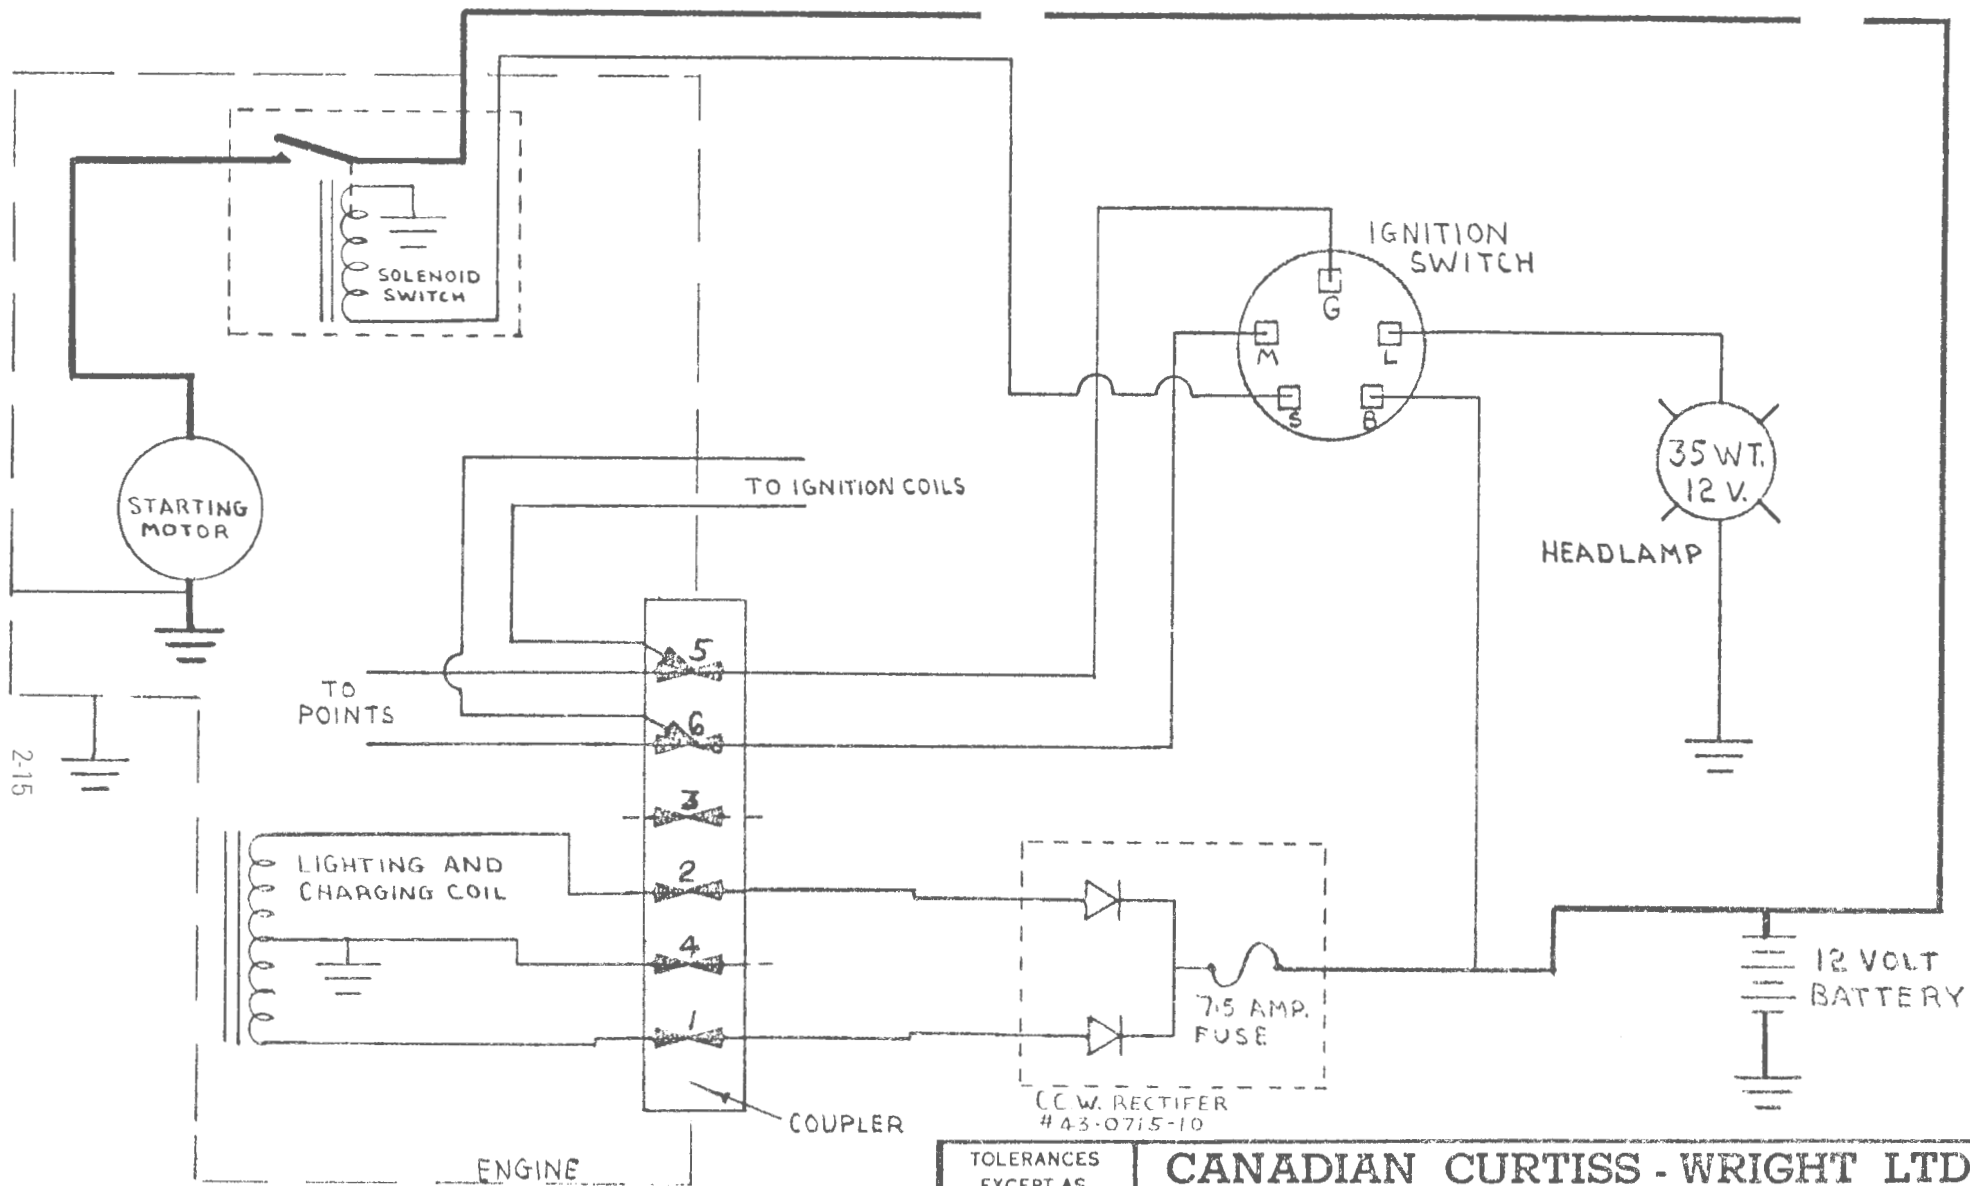 IGNITION
SWITCH
G
M
L
S
B
SOLENOID
SWITCH
35 WT.
12 V.
HEADLAMP
TO IGNITION COILS
STARTING
MOTOR
5
TO
POINTS
6
2-15
3
LIGHTING AND
CHARGING COIL
2
4
1
12 VOLT
BATTERY
7.5 AMP.
FUSE
C.C.W. RECTIFER
#43-0715-10
COUPLER
ENGINE
TOLERANCES
EXCEPT AS
CANADIAN CURTISS - WRIGHT LTD